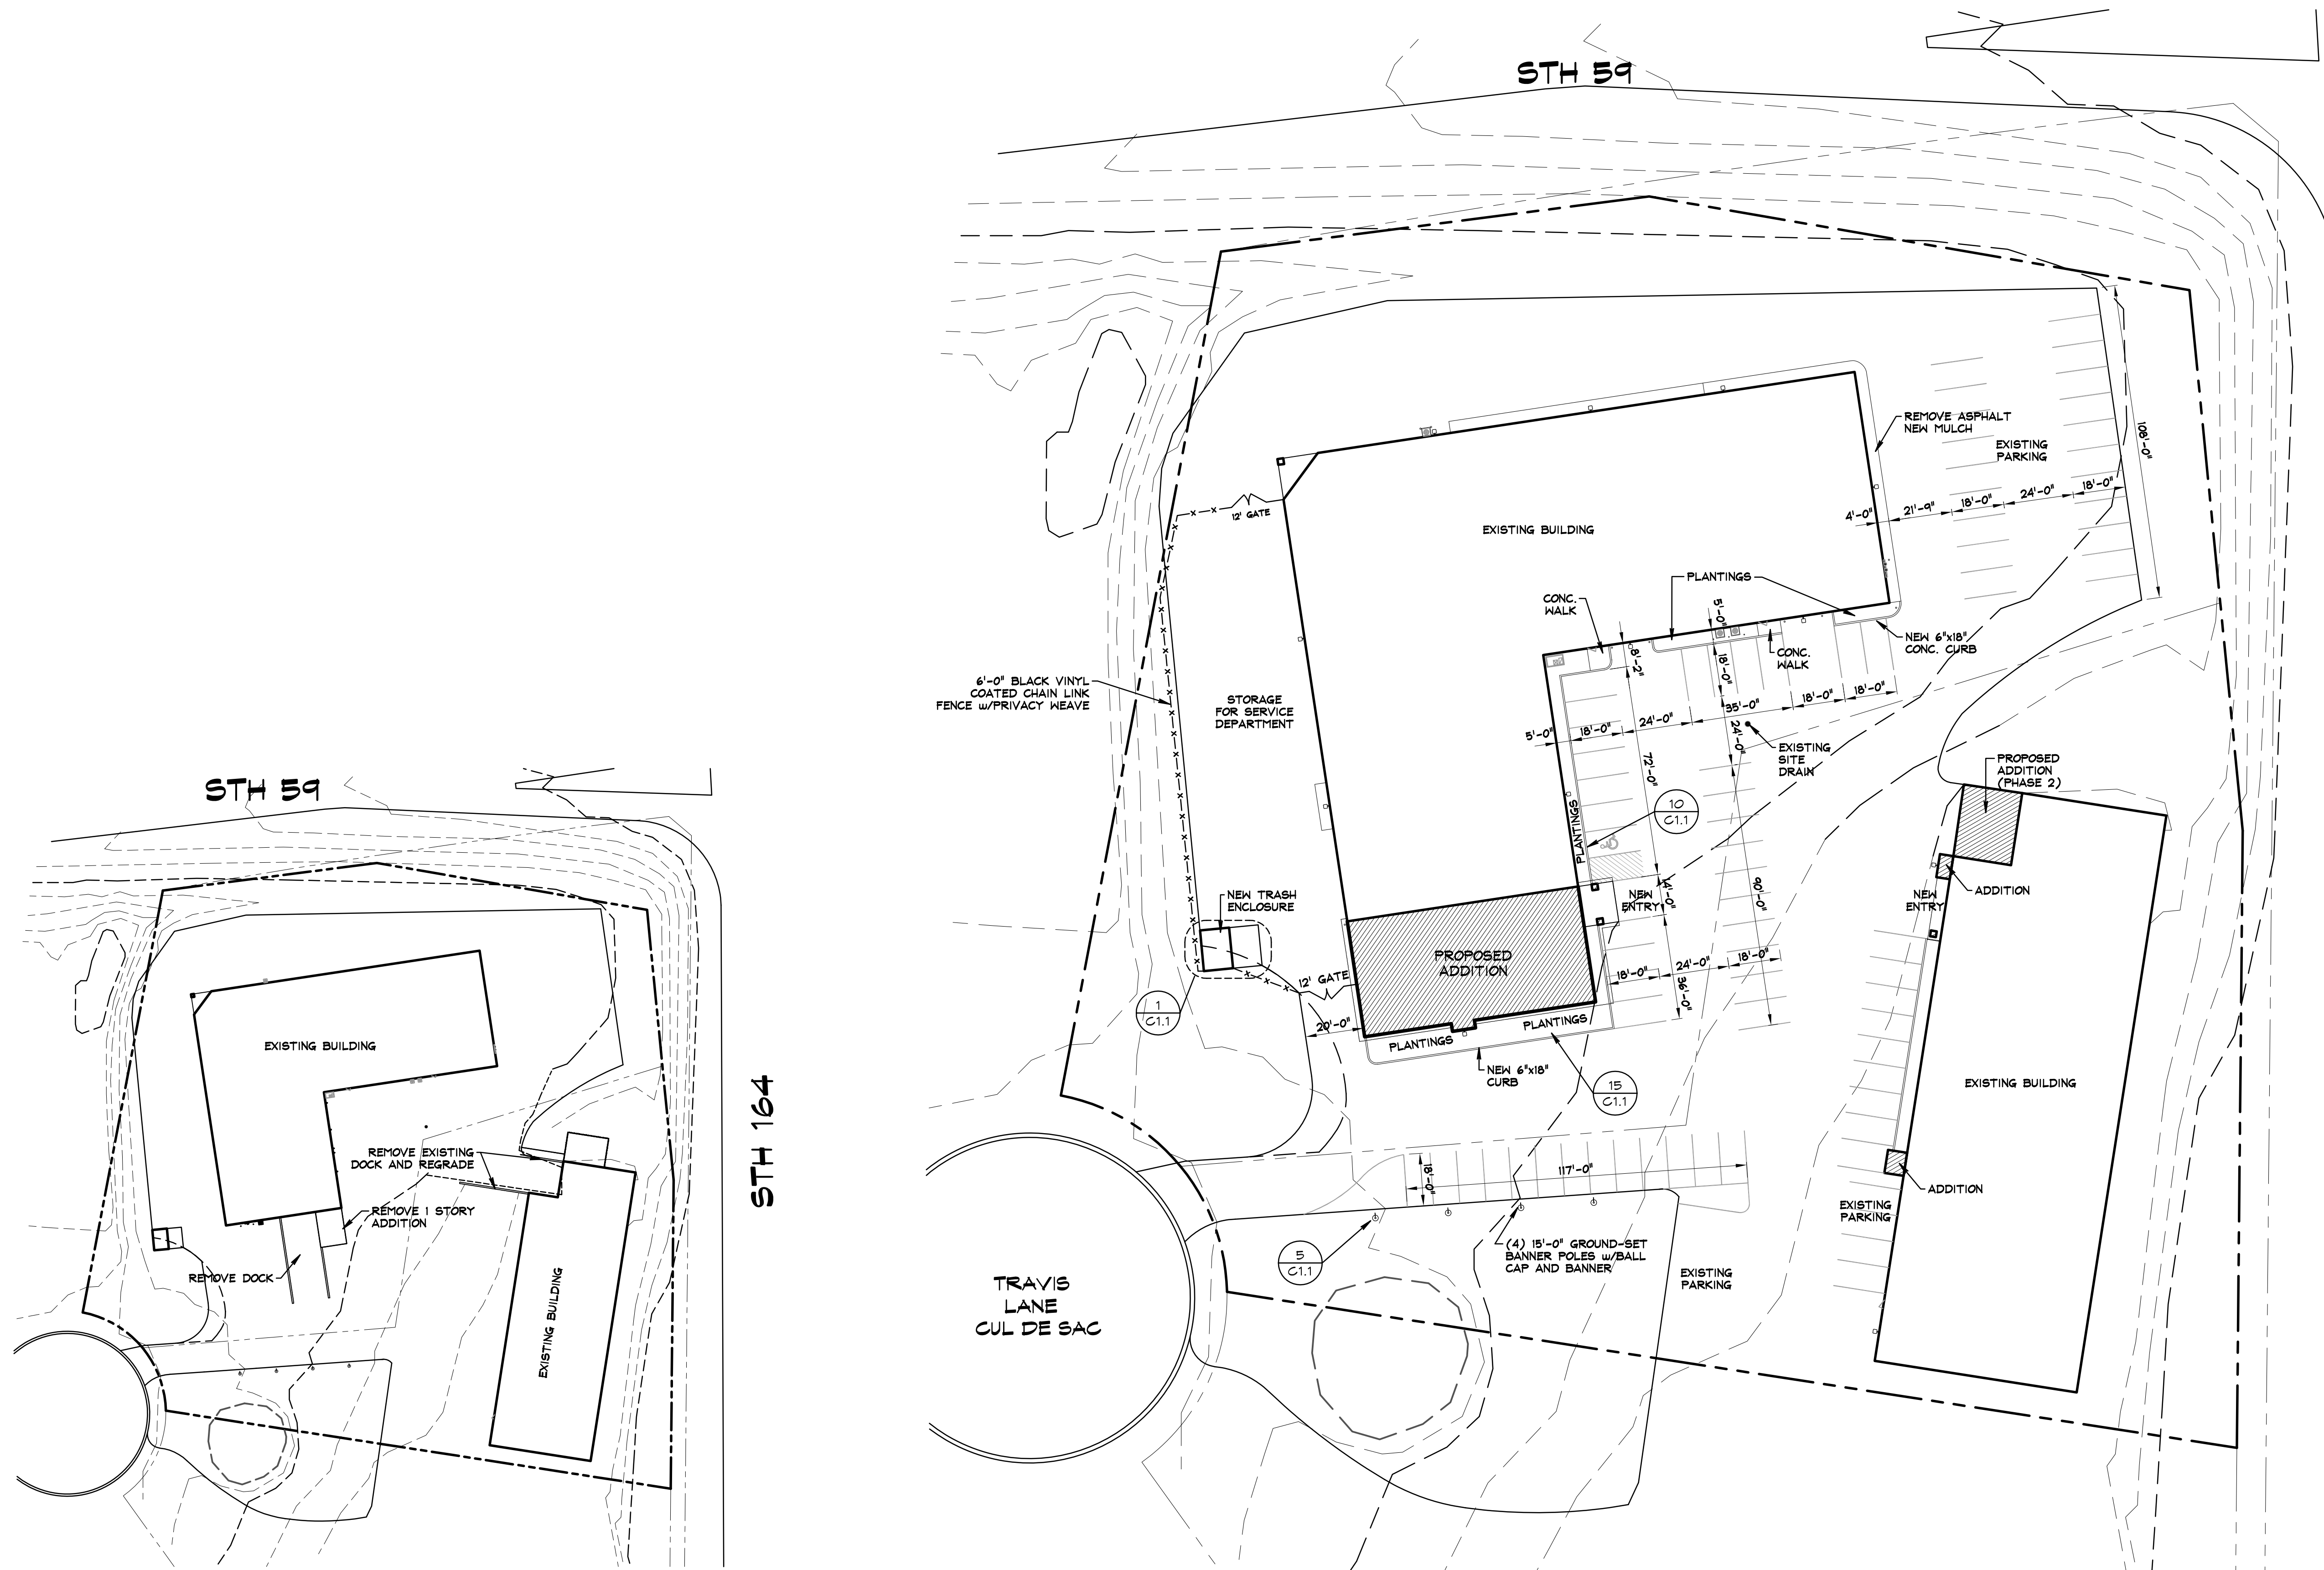 STH 59
EXISTING BUILDING
REMOVE EXISTING
DOCK AND REGRADE
REMOVE 1 STORY
ADDITION
REMOVE DOCK
EXISTING BUILDING
STH 164
STH 59
REMOVE ASPHALT
NEW MULCH
EXISTING
PARKING
108'-0"
4'-0"
21'-9"
18'-0"
24'-0"
18'-0"
12' GATE
EXISTING BUILDING
PLANTINGS
CONC.
WALK
5'-0"
8'-2"
18'-0"
CONC.
WALK
NEW 6"x18"
CONC. CURB
6'-0" BLACK VINYL
COATED CHAIN LINK
FENCE w/PRIVACY WEAVE
STORAGE
FOR SERVICE
DEPARTMENT
5'-0"
18'-0"
24'-0"
35'-0"
18'-0"
18'-0"
24'-0"
72'-0"
EXISTING
SITE
DRAIN
PROPOSED
ADDITION
(PHASE 2)
10
C1.1
PLANTINGS
NEW TRASH
ENCLOSURE
NEW
ENTRY
14'-0"
90'-0"
NEW
ENTRY
ADDITION
PROPOSED
ADDITION
12' GATE
18'-0"
24'-0"
18'-0"
36'-0"
1
C1.1
20'-0"
PLANTINGS
PLANTINGS
NEW 6"x18"
CURB
15
C1.1
EXISTING BUILDING
18'-0"
117'-0"
ADDITION
EXISTING
PARKING
5
C1.1
(4) 15'-0" GROUND-SET
BANNER POLES w/BALL
CAP AND BANNER
EXISTING
PARKING
TRAVIS
LANE
CUL DE SAC